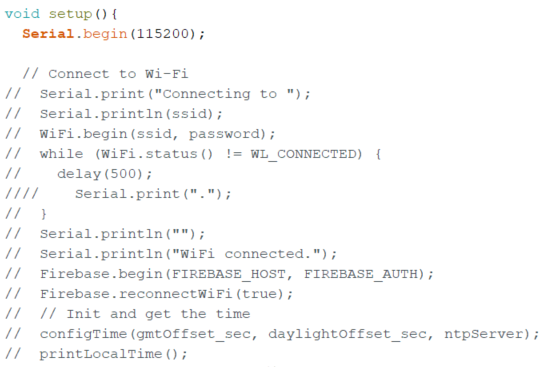 void setup(){
  Serial.begin(115200);

  // Connect to Wi-Fi
//  Serial.print("Connecting to ");
//  Serial.println(ssid);
//  WiFi.begin(ssid, password);
//  while (WiFi.status() != WL_CONNECTED) {
//    delay(500);
////    Serial.print(".");
//  }
//  Serial.println("");
//  Serial.println("WiFi connected.");
//  Firebase.begin(FIREBASE_HOST, FIREBASE_AUTH);
//  Firebase.reconnectWiFi(true);
//  // Init and get the time
//  configTime(gmtOffset_sec, daylightOffset_sec, ntpServer);
//  printLocalTime();